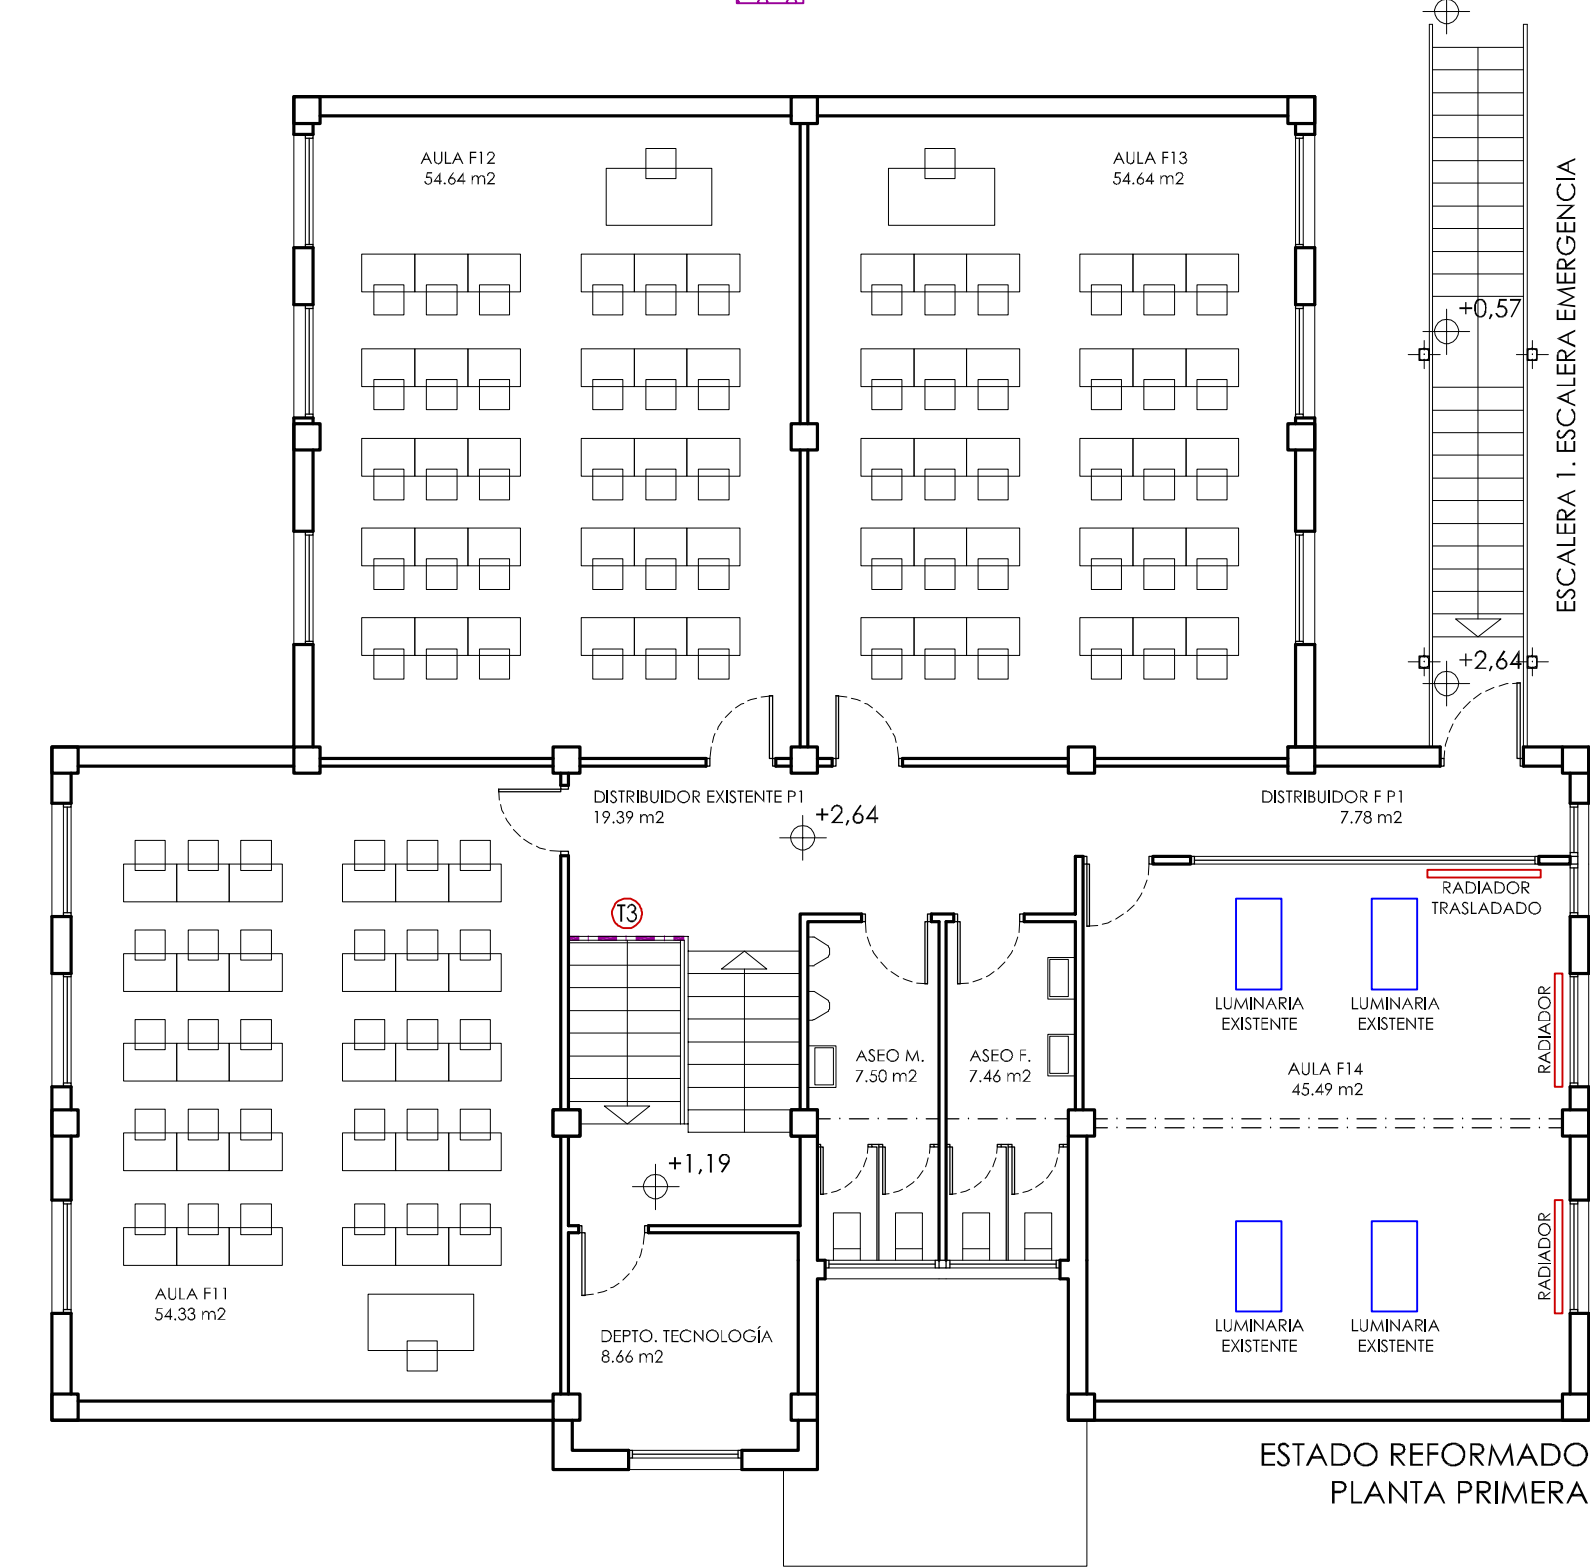 AULA F12
54.64 m2
AULA F13
54.64 m2
ESCALERA 1. ESCALERA EMERGENCIA
+0,57
+2,64
DISTRIBUIDOR EXISTENTE P1
19.39 m2
+2,64
DISTRIBUIDOR F P1
7.78 m2
T3
RADIADOR
TRASLADADO
LUMINARIA
EXISTENTE
LUMINARIA
EXISTENTE
RADIADOR
ASEO M.
7.50 m2
ASEO F.
7.46 m2
AULA F14
45.49 m2
+1,19
RADIADOR
AULA F11
54.33 m2
DEPTO. TECNOLOGÍA
8.66 m2
LUMINARIA
EXISTENTE
LUMINARIA
EXISTENTE
ESTADO REFORMADO
PLANTA PRIMERA